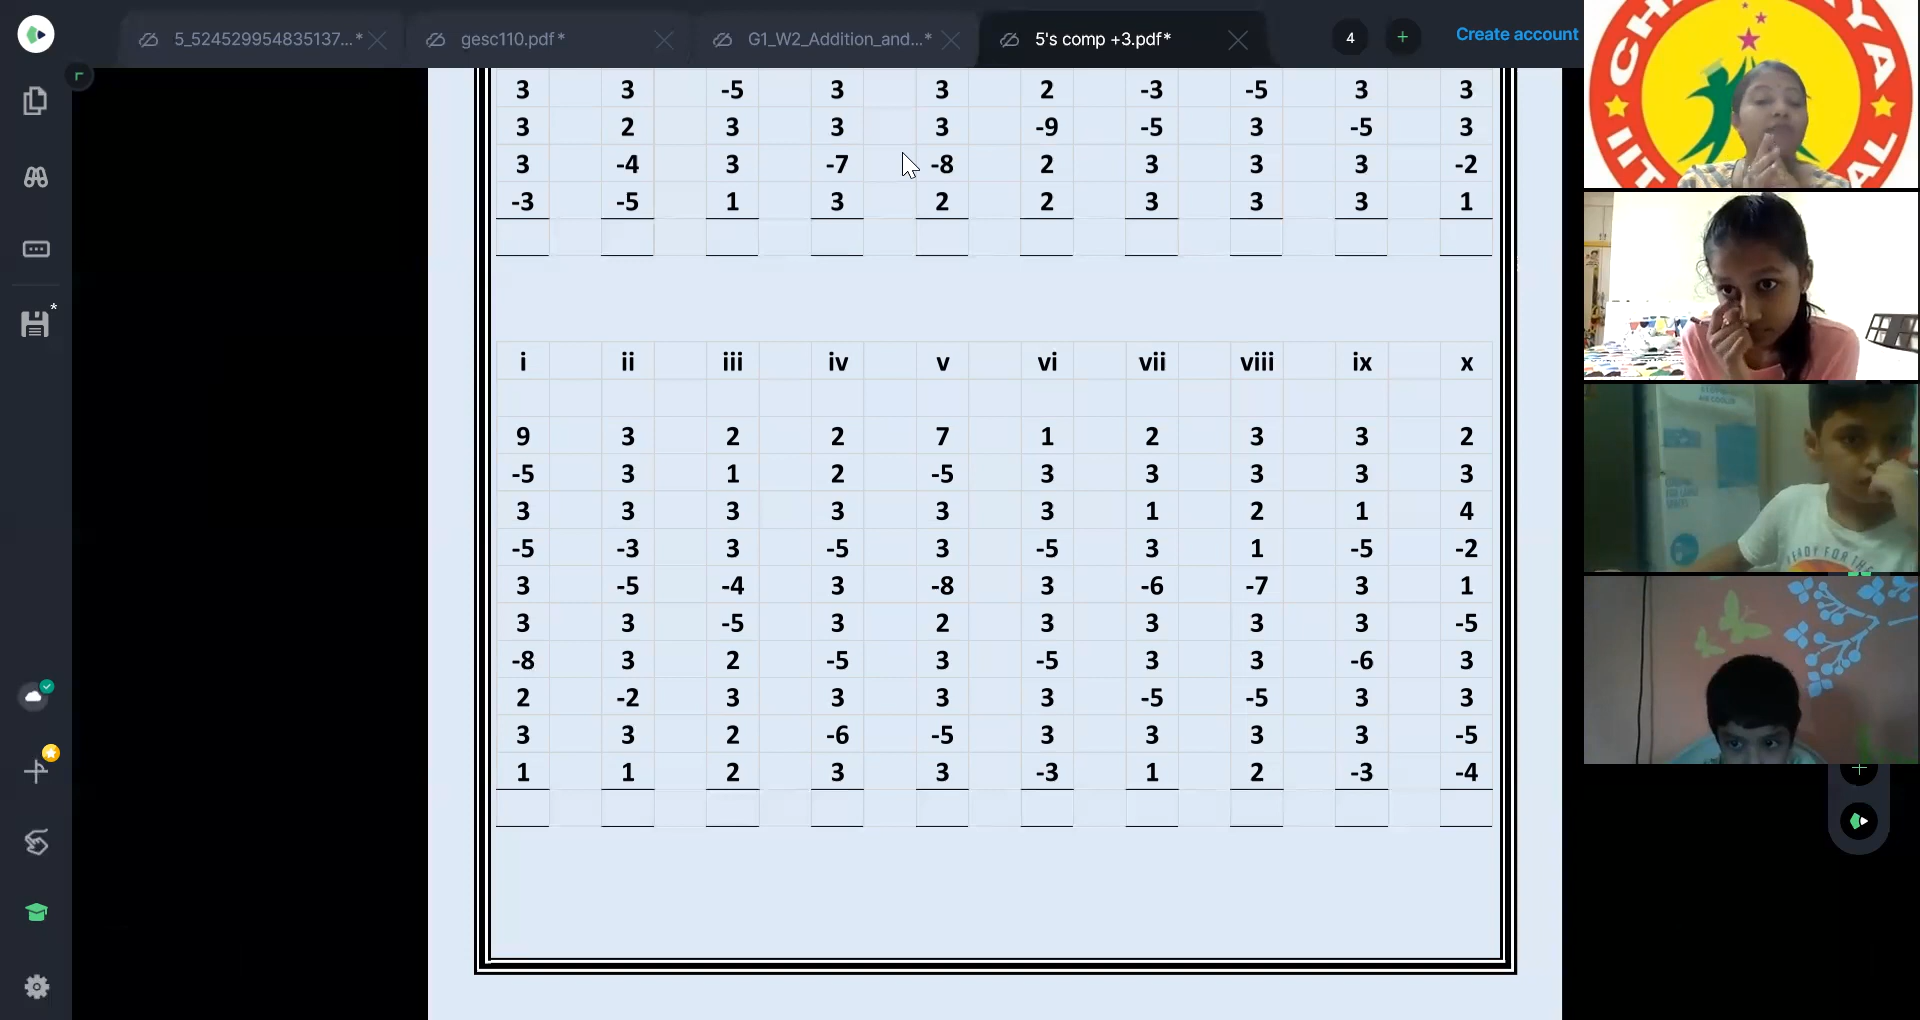 5_524529954835137...*
gesc110.pdf*
G1_W2_Addition_and...*
5's comp +3.pdf*
4
Create account
3 3 -5 3 3 2 -3 -5 3 3
3 2 3 3 3 -9 -5 3 -5 3
3 -4 3 -7 -8 2 3 3 3 -2
-3 -5 1 3 2 2 3 3 3 1
i ii iii iv v vi vii viii ix x
9 3 2 2 7 1 2 3 3 2
-5 3 1 2 -5 3 3 3 3 3
3 3 3 3 3 3 1 2 1 4
-5 -3 3 -5 3 -5 3 1 -5 -2
3 -5 -4 3 -8 3 -6 -7 3 1
3 3 -5 3 2 3 3 3 3 -5
-8 3 2 -5 3 -5 3 3 -6 3
2 -2 3 3 3 3 -5 -5 3 3
3 3 2 -6 -5 3 3 3 3 -5
1 1 2 3 3 -3 1 2 -3 -4
READY FOR THE